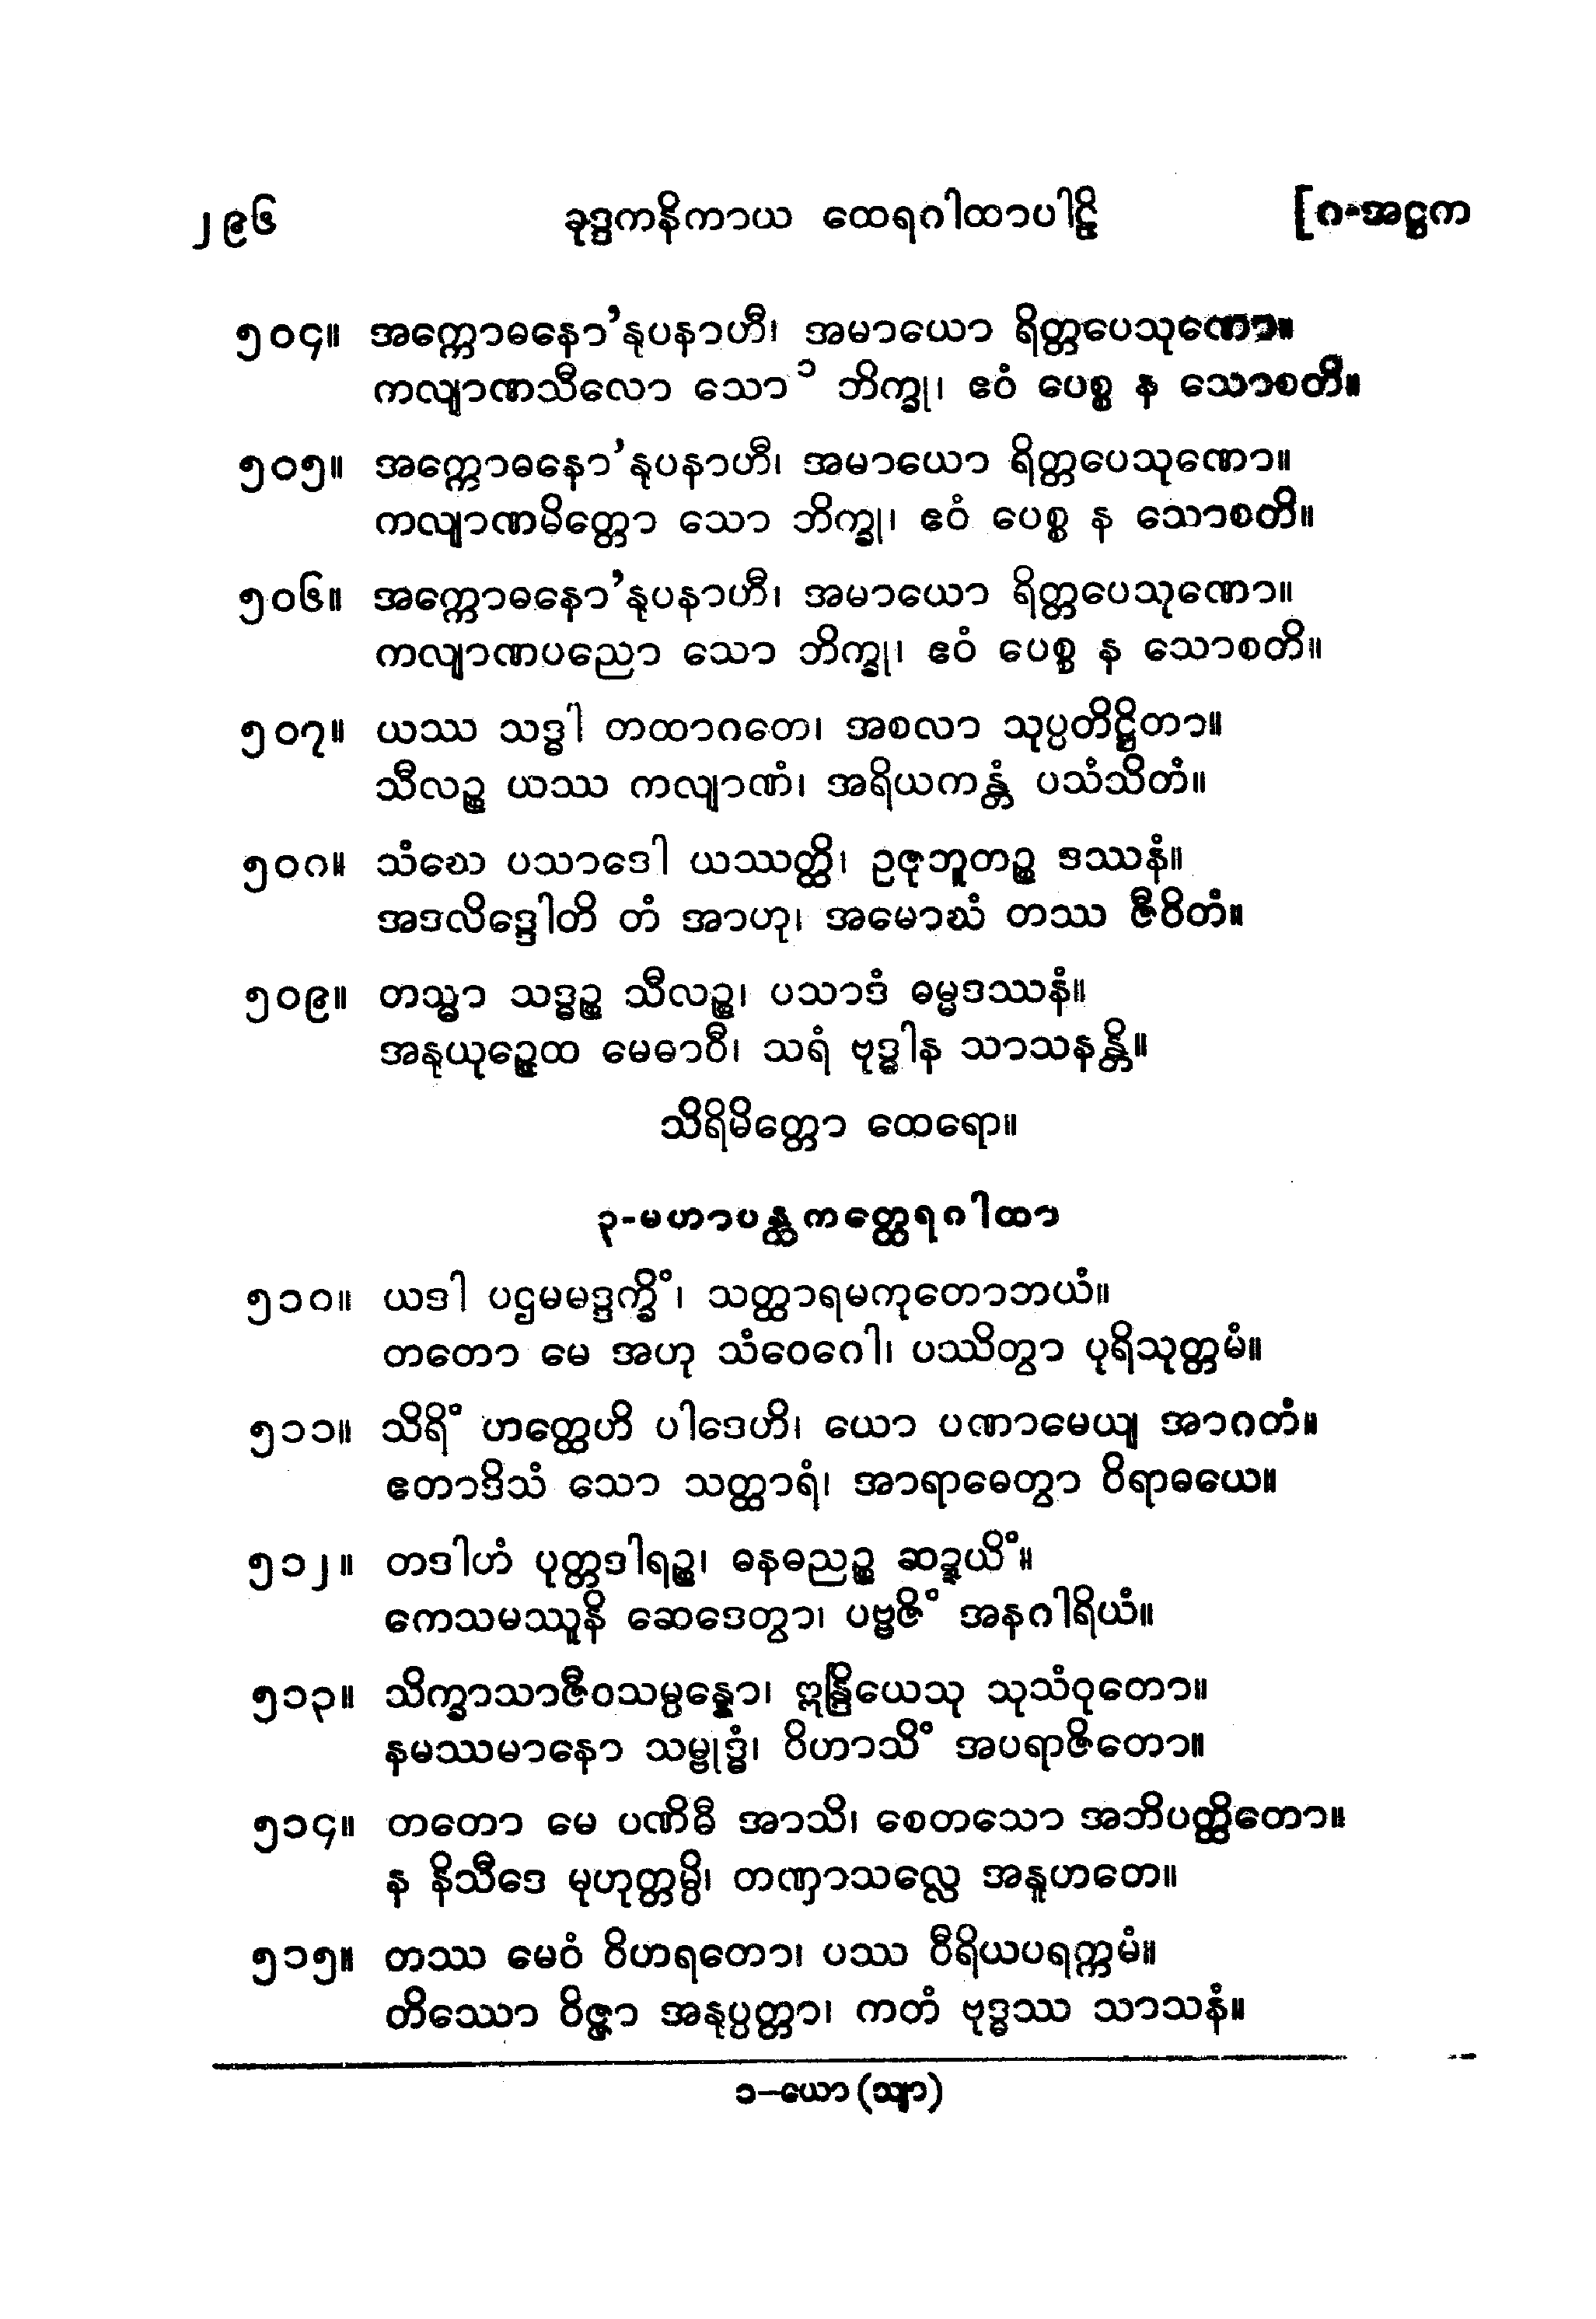 ၂၉၆ ခုဒ္ဒကနိကာယ ထေရဂါထာပါဠိ [၈-အဋ္ဌက
၅၀၄။ အက္ကောဓနော’နုပနာဟီ၊ အမာယော ရိတ္တပေသုဏော။
ကလျာဏသီလော သော ၁ ဘိက္ခု၊ ဧဝံ ပေစ္စ န သောစတိ။
၅၀၅။ အက္ကောဓနော’နုပနာဟီ၊ အမာယော ရိတ္တပေသုဏော။
ကလျာဏမိတ္တော သော ဘိက္ခု၊ ဧဝံ ပေစ္စ န သောစတိ။
၅၀၆။ အက္ကောဓနော’နုပနာဟီ၊ အမာယော ရိတ္တပေသုဏော။
ကလျာဏပညော သော ဘိက္ခု၊ ဧဝံ ပေစ္စ န သောစတိ။
၅၀၇။ ယဿ သဒ္ဓါ တထာဂတေ၊ အစလာ သုပ္ပတိဋ္ဌိတာ။
သီလဉ္စ ယဿ ကလျာဏံ၊ အရိယကန္တံ ပသံသိတံ။
၅၀၈။ သံဃေ ပသာဒေါ ယဿတ္ထိ၊ ဥဇုဘူတဉ္စ ဒဿနံ။
အဒလိဒ္ဒေါတိ တံ အာဟု၊ အမောဃံ တဿ ဇီဝိတံ။
၅၀၉။ တသ္မာ သဒ္ဓဉ္စ သီလဉ္စ၊ ပသာဒံ ဓမ္မဒဿနံ။
အနုယုဉ္ဇေထ မေဓာဝီ၊ သရံ ဗုဒ္ဓါန သာသနန္တိ။
သိရိမိတ္တော ထေရော။
၃-မဟာပန္ထကတ္ထေရဂါထာ
၅၁၀။ ယဒါ ပဌမမဒ္ဒက္ခိံ၊ သတ္ထာရမကုတောဘယံ။
တတော မေ အဟု သံဝေဂေါ၊ ပဿိတွာ ပုရိသုတ္တမံ။
၅၁၁။ သိရိံ ဟတ္ထေဟိ ပါဒေဟိ၊ ယော ပဏာမေယျ အာဂတံ။
ဧတာဒိသံ သော သတ္ထာရံ၊ အာရာဓေတွာ ဝိရာဓယေ။
၅၁၂။ တဒါဟံ ပုတ္တဒါရဉ္စ၊ ဓနဓညဉ္စ ဆဍ္ဍယိံ။
ကေသမဿူနိ ဆေဒေတွာ၊ ပဗ္ဗဇိံ အနဂါရိယံ။
၅၁၃။ သိက္ခာသာဇီဝသမ္ပန္နော၊ ဣန္ဒြိယေသု သုသံဝုတော။
နမဿမာနော သမ္ဗုဒ္ဓံ၊ ဝိဟာသိံ အပရာဇိတော။
၅၁၄။ တတော မေ ပဏိဓီ အာသိ၊ စေတသော အဘိပတ္ထိတော။
န နိသီဒေ မုဟုတ္တမ္ပိ၊ တဏှာသလ္လေ အနူဟတေ။
၅၁၅။ တဿ မေဝံ ဝိဟရတော၊ ပဿ ဝီရိယပရက္ကမံ။
တိဿော ဝိဇ္ဇာ အနုပ္ပတ္တာ၊ ကတံ ဗုဒ္ဓဿ သာသနံ။
၁–ယော (သျာ)